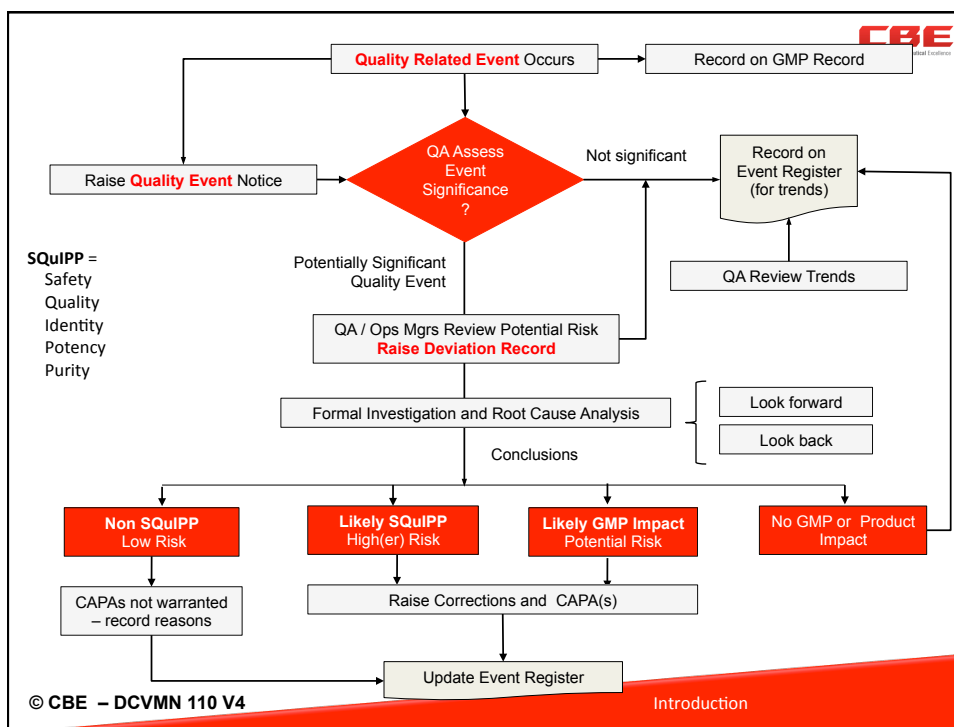 CBE
Quality Related Event Occurs
Record on GMP Record
QA Assess
Event
Significance
?
Not significant
Record on
Event Register
(for trends)
Raise Quality Event Notice
SQuIPP =
Safety
Quality
Identity
Potency
Purity
Potentially Significant
Quality Event
QA Review Trends
QA / Ops Mgrs Review Potential Risk
Raise Deviation Record
Formal Investigation and Root Cause Analysis
Look forward
Look back
Conclusions
Non SQuIPP
Low Risk
Likely SQuIPP
High(er) Risk
Likely GMP Impact
Potential Risk
No GMP or Product
Impact
CAPAs not warranted
– record reasons
Raise Corrections and CAPA(s)
Update Event Register
© CBE – DCVMN 110 V4
Introduction